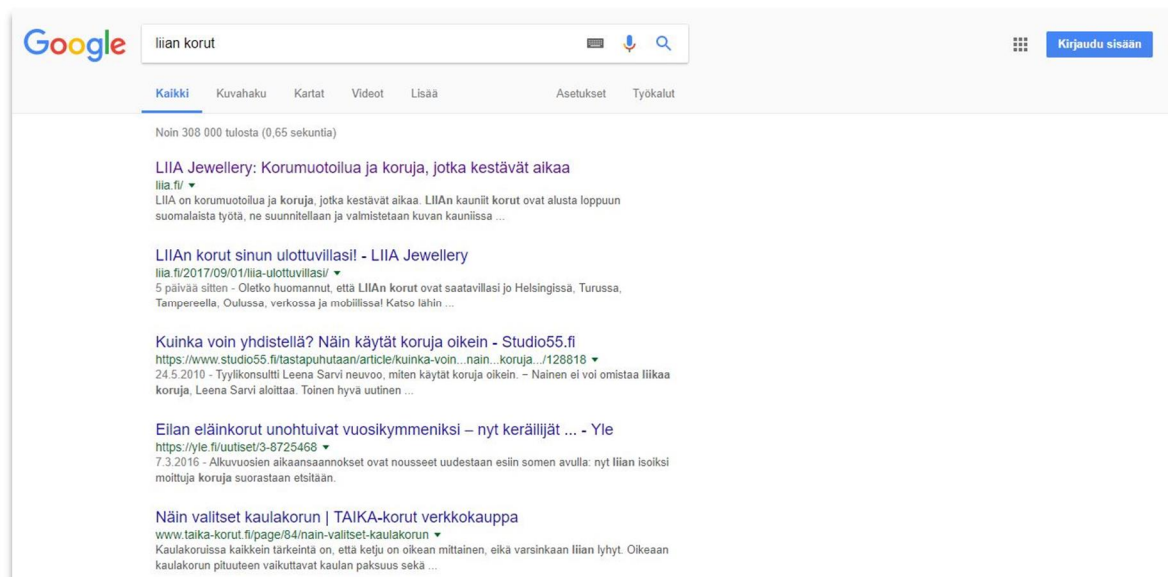 Google
liian korut
Kirjaudu sisään
Kaikki Kuvahaku Kartat Videot Lisää Asetukset Työkalut
Noin 308 000 tulosta (0,65 sekuntia)
LIIA Jewellery: Korumuotoilua ja koruja, jotka kestävät aikaa
liia.fi/
LIIA on korumuotoilua ja koruja, jotka kestävät aikaa. LIIAn kauniit korut ovat alusta loppuun
suomalaista työtä, ne suunnitellaan ja valmistetaan kuvan kauniissa ...
LIIAn korut sinun ulottuvillasi! - LIIA Jewellery
liia.fi/2017/09/01/liia-ulottuvillasi/
5 päivää sitten - Oletko huomannut, että LIIAn korut ovat saatavillasi jo Helsingissä, Turussa,
Tampereella, Oulussa, verkossa ja mobiilissa! Katso lähin ...
Kuinka voin yhdistellä? Näin käytät koruja oikein - Studio55.fi
https://www.studio55.fi/tastapuhutaan/article/kuinka-voin...nain...koruja.../128818
24.5.2010 - Tyylikonsultti Leena Sarvi neuvoo, miten käytät koruja oikein. – Nainen ei voi omistaa liikaa
koruja, Leena Sarvi aloittaa. Toinen hyvä uutinen ...
Eilan eläinkorut unohtuivat vuosikymmeniksi – nyt keräilijät ... - Yle
https://yle.fi/uutiset/3-8725468
7.3.2016 - Alkuvuosien aikaansaannokset ovat nousseet uudestaan esiin somen avulla: nyt liian isoiksi
moittuja koruja suorastaan etsitään.
Näin valitset kaulakorun | TAIKA-korut verkkokauppa
www.taika-korut.fi/page/84/nain-valitset-kaulakorun
Kaulakoruissa kaikkein tärkeintä on, että ketju on oikean mittainen, eikä varsinkaan liian lyhyt. Oikeaan
kaulakorun pituuteen vaikuttavat kaulan paksuus sekä ...